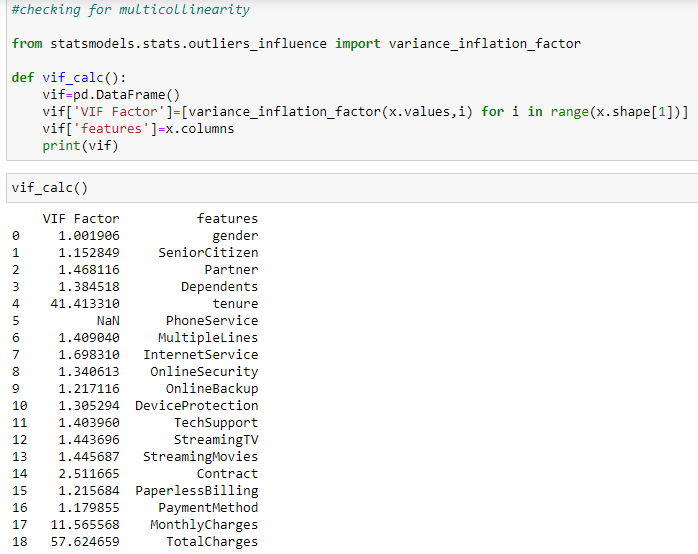 #checking for multicollinearity
from statsmodels.stats.outliers_influence import variance_inflation_factor
def vif_calc():
    vif=pd.DataFrame()
    vif['VIF Factor']=[variance_inflation_factor(x.values,i) for i in range(x.shape[1])]
    vif['features']=x.columns
    print(vif)
vif_calc()
    VIF Factor          features
0     1.001906            gender
1     1.152849     SeniorCitizen
2     1.468116           Partner
3     1.384518        Dependents
4    41.413310            tenure
5          NaN      PhoneService
6     1.409040     MultipleLines
7     1.698310   InternetService
8     1.340613    OnlineSecurity
9     1.217116      OnlineBackup
10    1.305294  DeviceProtection
11    1.403960       TechSupport
12    1.443696       StreamingTV
13    1.445687   StreamingMovies
14    2.511665          Contract
15    1.215684  PaperlessBilling
16    1.179855     PaymentMethod
17   11.565568    MonthlyCharges
18   57.624659      TotalCharges